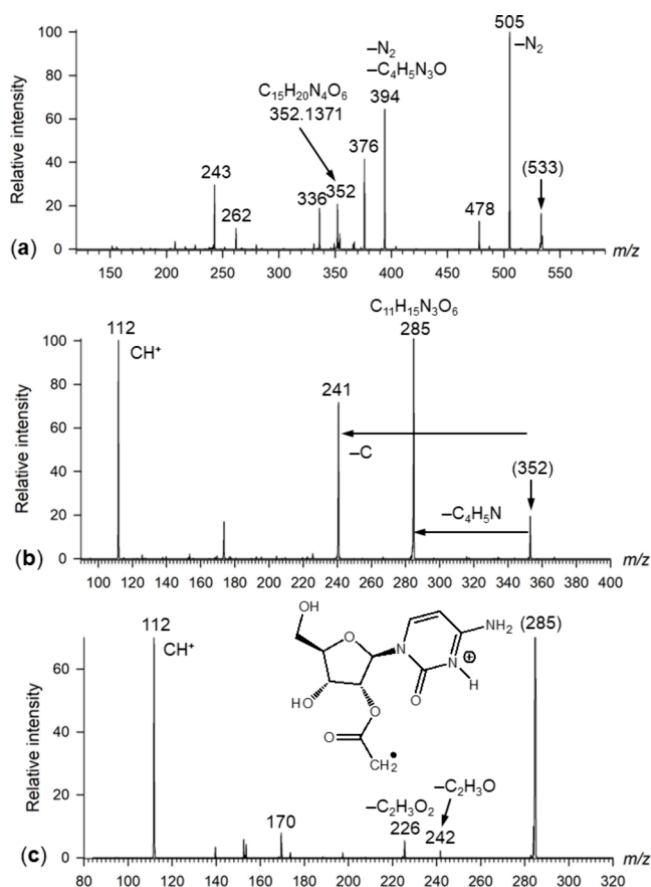 505
–N₂
–N₂
–C₄H₅N₃O
394
C₁₅H₂₀N₄O₆
352.1371
376
(533)
243
262
336
352
478
100
80
60
40
20
0
Relative intensity
(a)
150 200 250 300 350 400 450 500 550 m/z
C₁₁H₁₅N₃O₆
285
112
CH⁺
241
–C
(352)
–C₄H₅N
100
80
60
40
20
0
Relative intensity
(b)
100 120 140 160 180 200 220 240 260 280 300 320 340 360 380 400 m/z
112
CH⁺
(285)
OH
O
N
NH₂
N
⊕
H
O
HO
O
O
CH₂•
–C₂H₃O₂
226
–C₂H₃O
242
170
60
40
20
0
Relative intensity
(c)
80 100 120 140 160 180 200 220 240 260 280 300 320 m/z